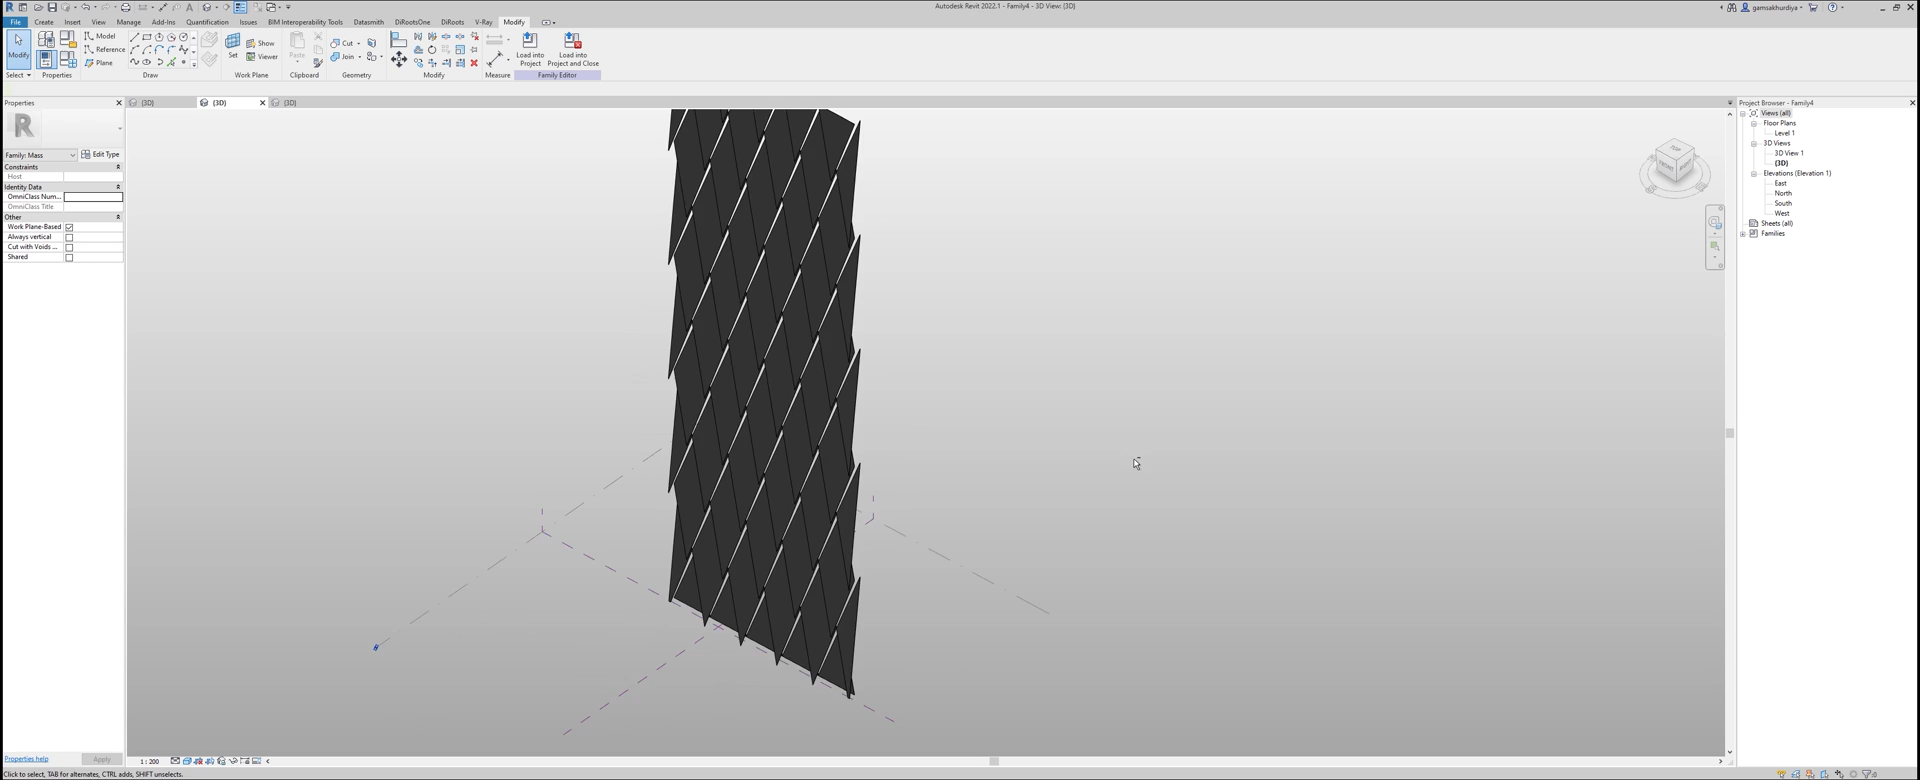 Autodesk Revit 2022.1 - Family4 - 3D View: {3D}
gamsakhurdiya
File Create Insert View Manage Add-Ins Quantification Issues BIM Interoperability Tools Datasmith DiRootsOne DiRoots V-Ray Modify
Modify
Model
Reference
Plane
Set
Show
Viewer
Paste
Cut
Join
Load into
Project
Load into
Project and Close
Select Properties Draw Work Plane Clipboard Geometry Modify Measure Family Editor
Properties
{3D} {3D} {3D}
Family: Mass
Edit Type
Constraints
Host
Identity Data
OmniClass Num...
OmniClass Title
Other
Work Plane-Based
Always vertical
Cut with Voids ...
Shared
Properties help
Apply
TOP
FRONT
Project Browser - Family4
Views (all)
Floor Plans
Level 1
3D Views
3D View 1
{3D}
Elevations (Elevation 1)
East
North
South
West
Sheets (all)
Families
1 : 200
Click to select, TAB for alternates, CTRL adds, SHIFT unselects.
:0